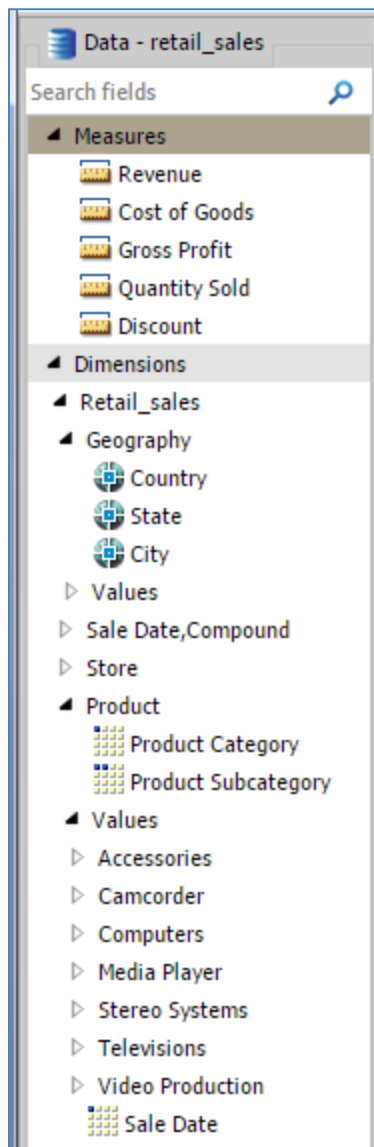 Data - retail_sales
Search fields
Measures
Revenue
Cost of Goods
Gross Profit
Quantity Sold
Discount
Dimensions
Retail_sales
Geography
Country
State
City
Values
Sale Date,Compound
Store
Product
Product Category
Product Subcategory
Values
Accessories
Camcorder
Computers
Media Player
Stereo Systems
Televisions
Video Production
Sale Date